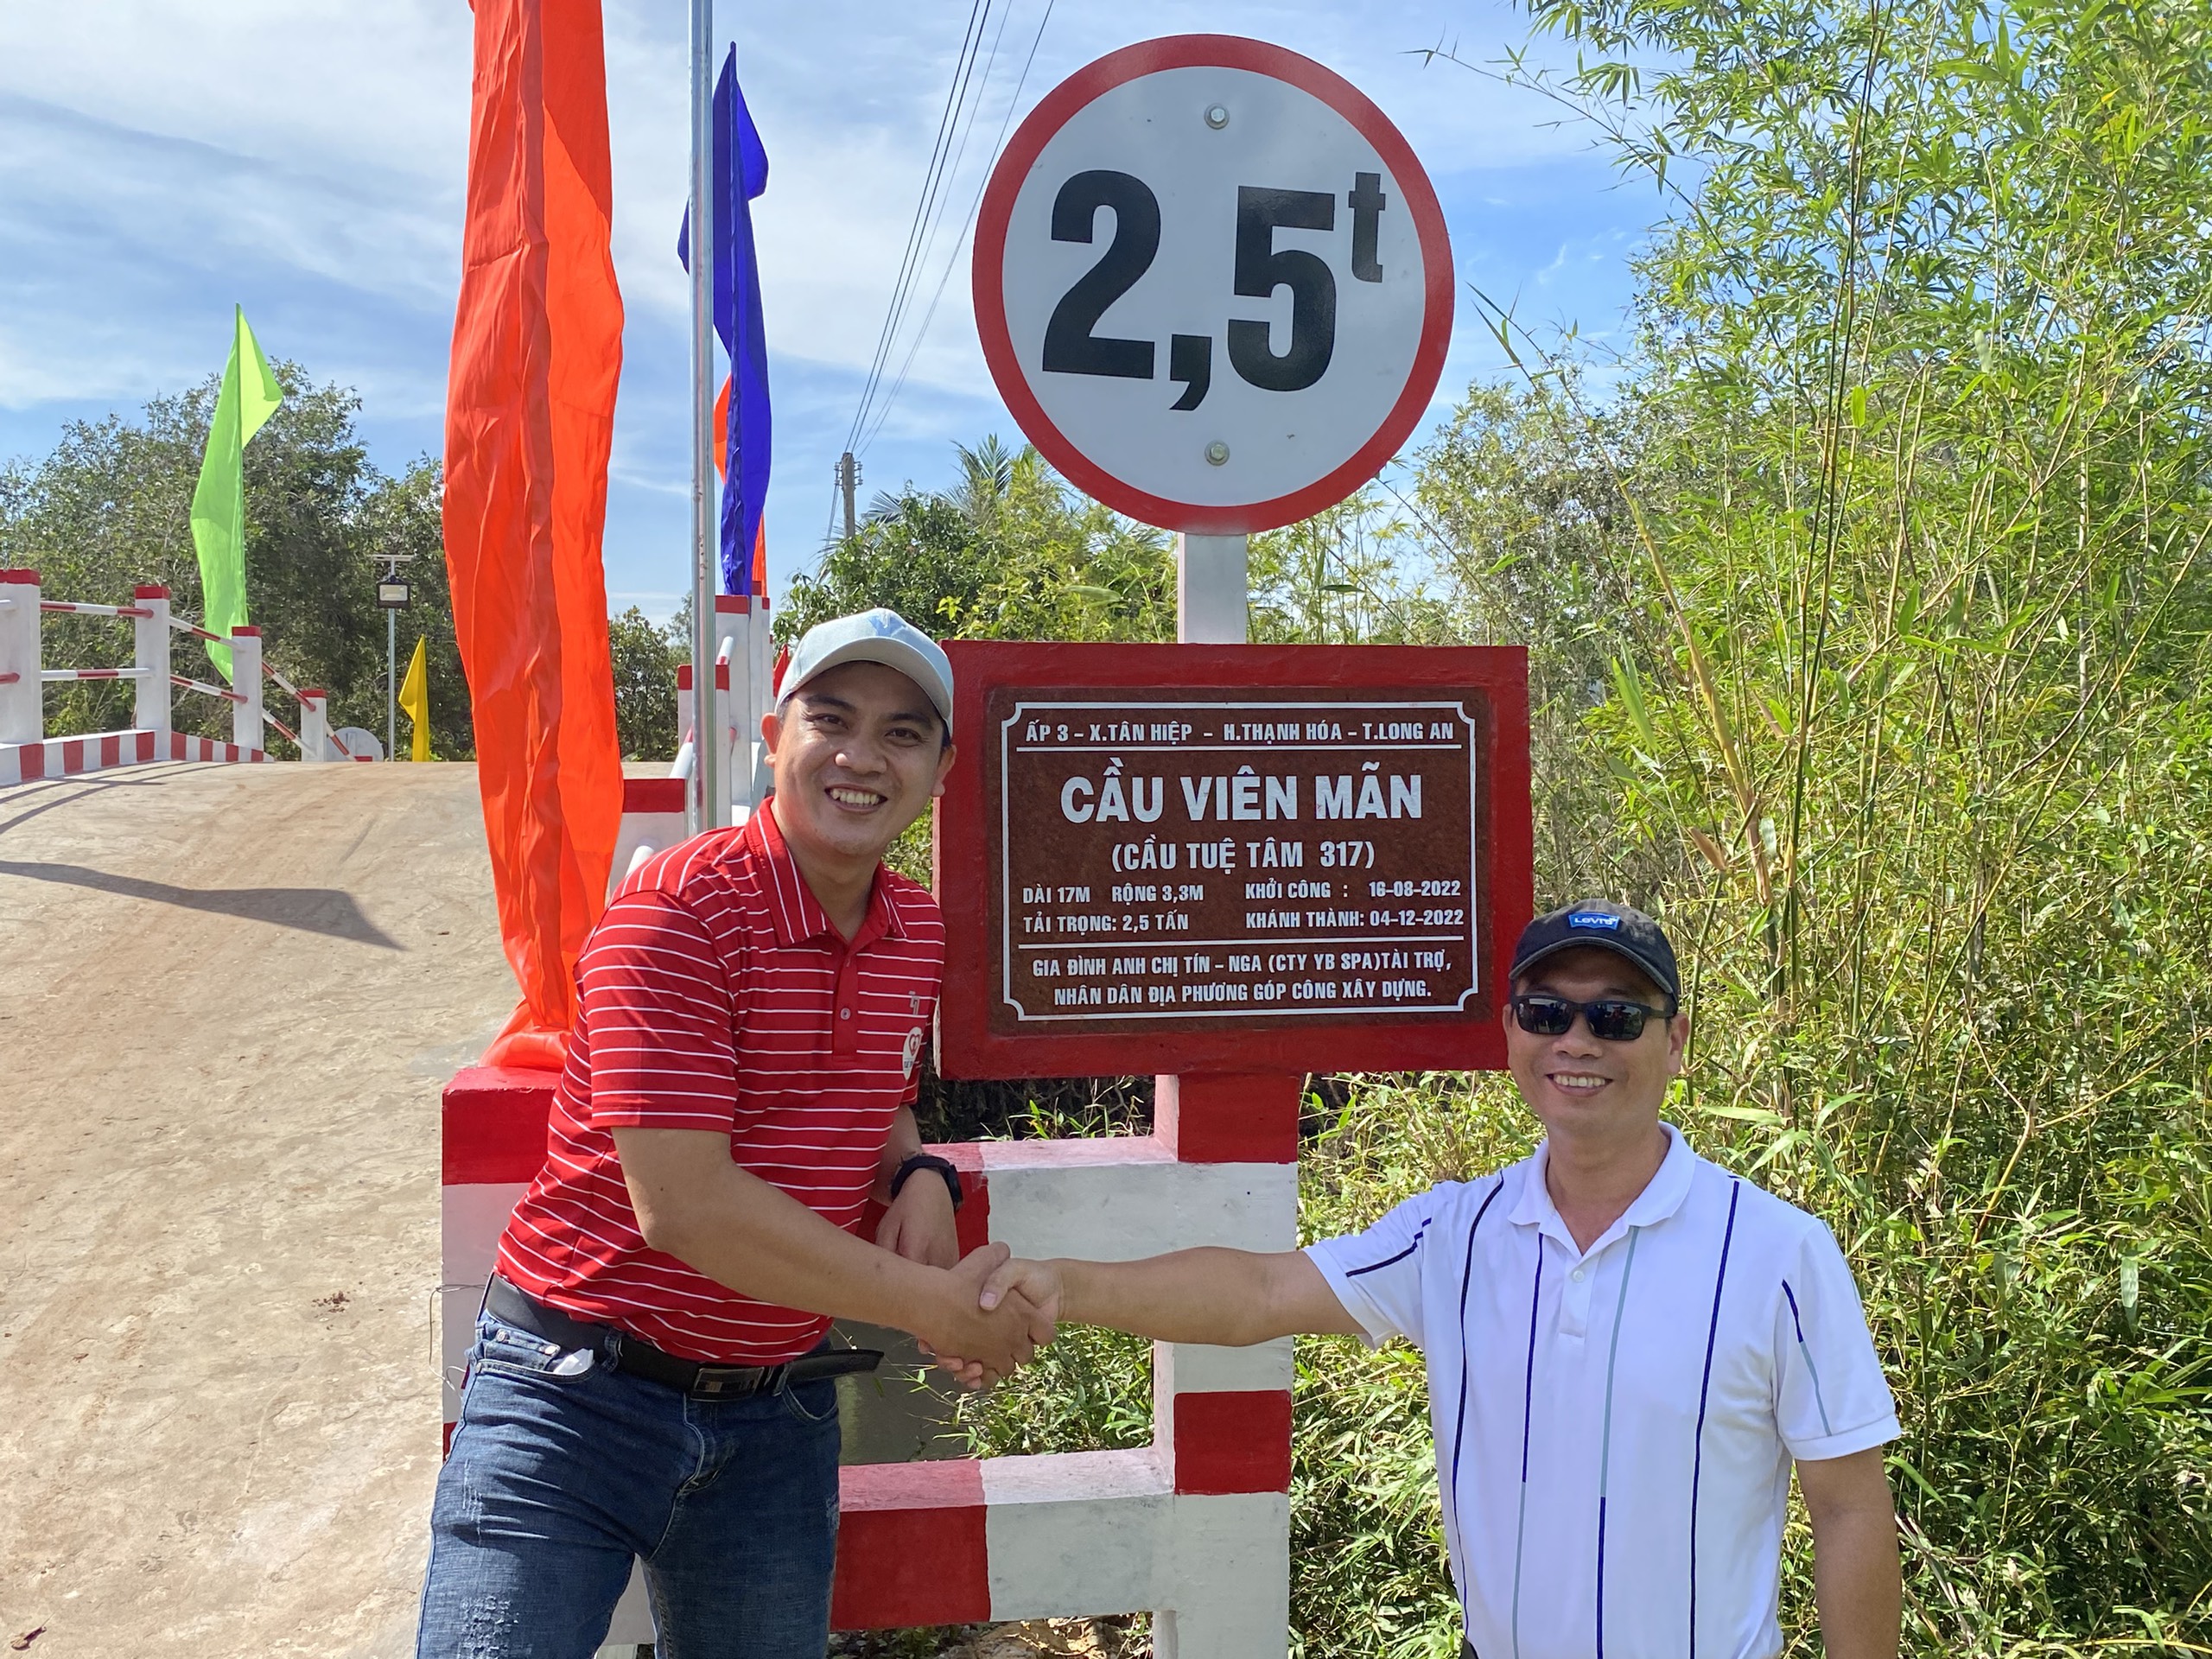 2,5t
ẤP 3 - X.TÂN HIỆP - H.THẠNH HÓA - T.LONG AN
CẦU VIÊN MÃN
(CẦU TUỆ TÂM 317)
DÀI 17M RỘNG 3,3M KHỞI CÔNG : 16-08-2022
TẢI TRỌNG: 2,5 TẤN KHÁNH THÀNH: 04-12-2022
GIA ĐÌNH ANH CHỊ TÍN - NGA (CTY YB SPA)TÀI TRỢ,
NHÂN DÂN ĐỊA PHƯƠNG GÓP CÔNG XÂY DỰNG.
LEVI'S